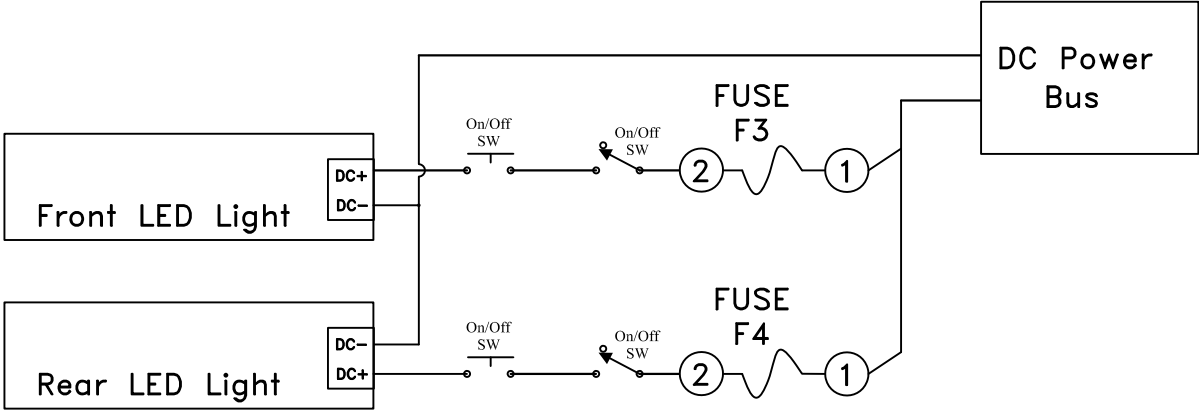 DC Power
Bus
FUSE
F3
On/Off
SW
On/Off
SW
DC+
2
1
DC-
Front LED Light
FUSE
F4
On/Off
SW
On/Off
SW
DC-
DC+
2
1
Rear LED Light